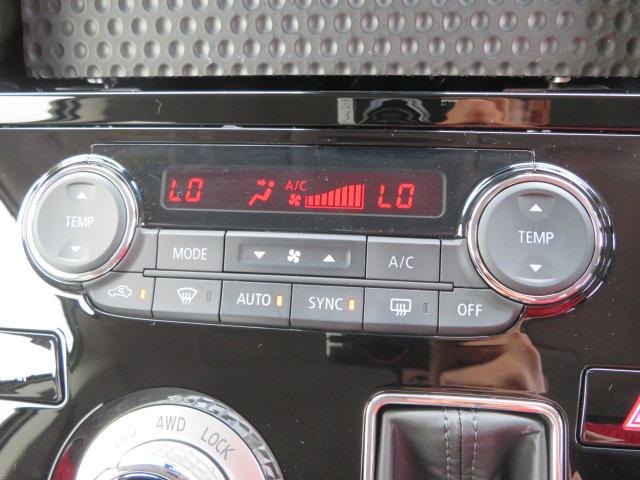 LO A/C LO
TEMP
TEMP
MODE
A/C
AUTO
SYNC
OFF
4WD
LOCK